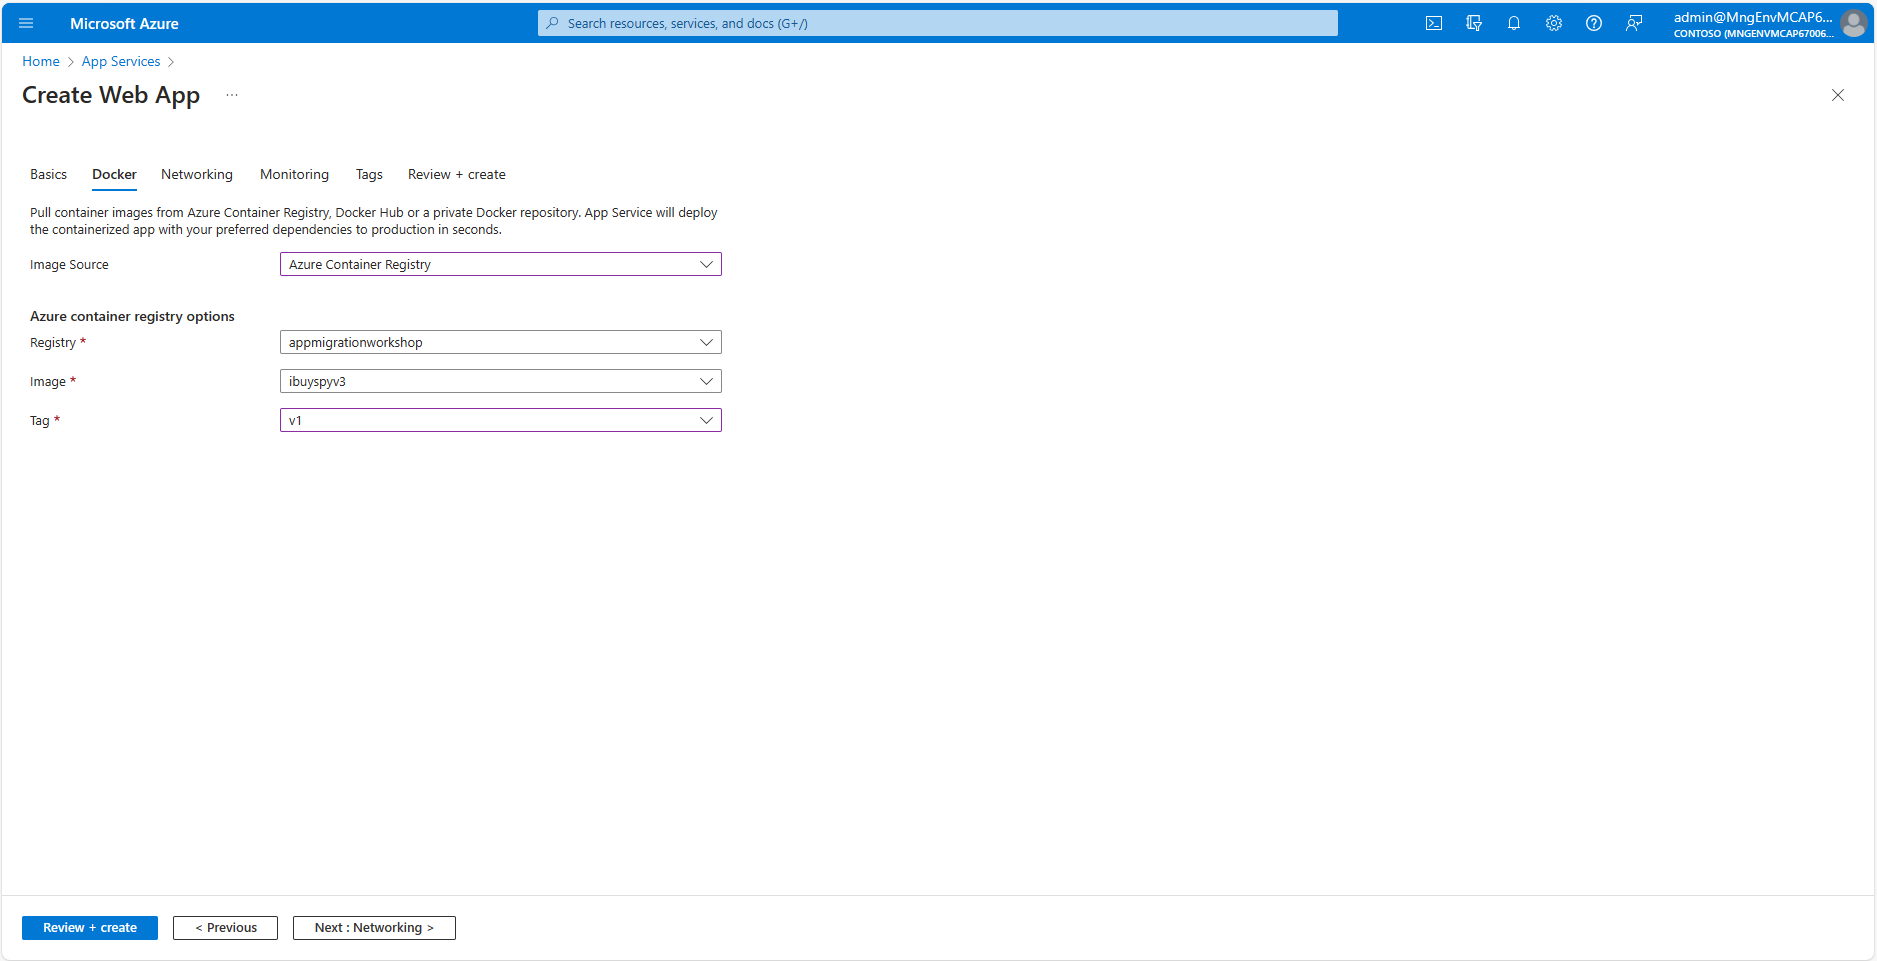 Microsoft Azure
Search resources, services, and docs (G+/)
admin@MngEnvMCAP6...
CONTOSO (MNGENVMCAP67006...
Home > App Services >
Create Web App ...
Basics Docker Networking Monitoring Tags Review + create
Pull container images from Azure Container Registry, Docker Hub or a private Docker repository. App Service will deploy
the containerized app with your preferred dependencies to production in seconds.
Image Source Azure Container Registry
Azure container registry options
Registry * appmigrationworkshop
Image * ibuyspyv3
Tag * v1
Review + create < Previous Next : Networking >